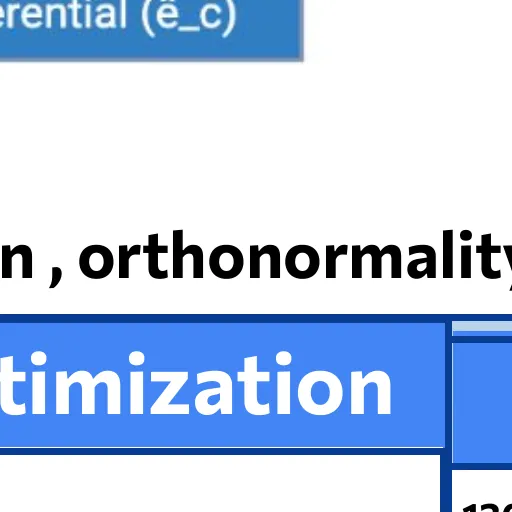 erential (ê_c)
n , orthonormality
timization